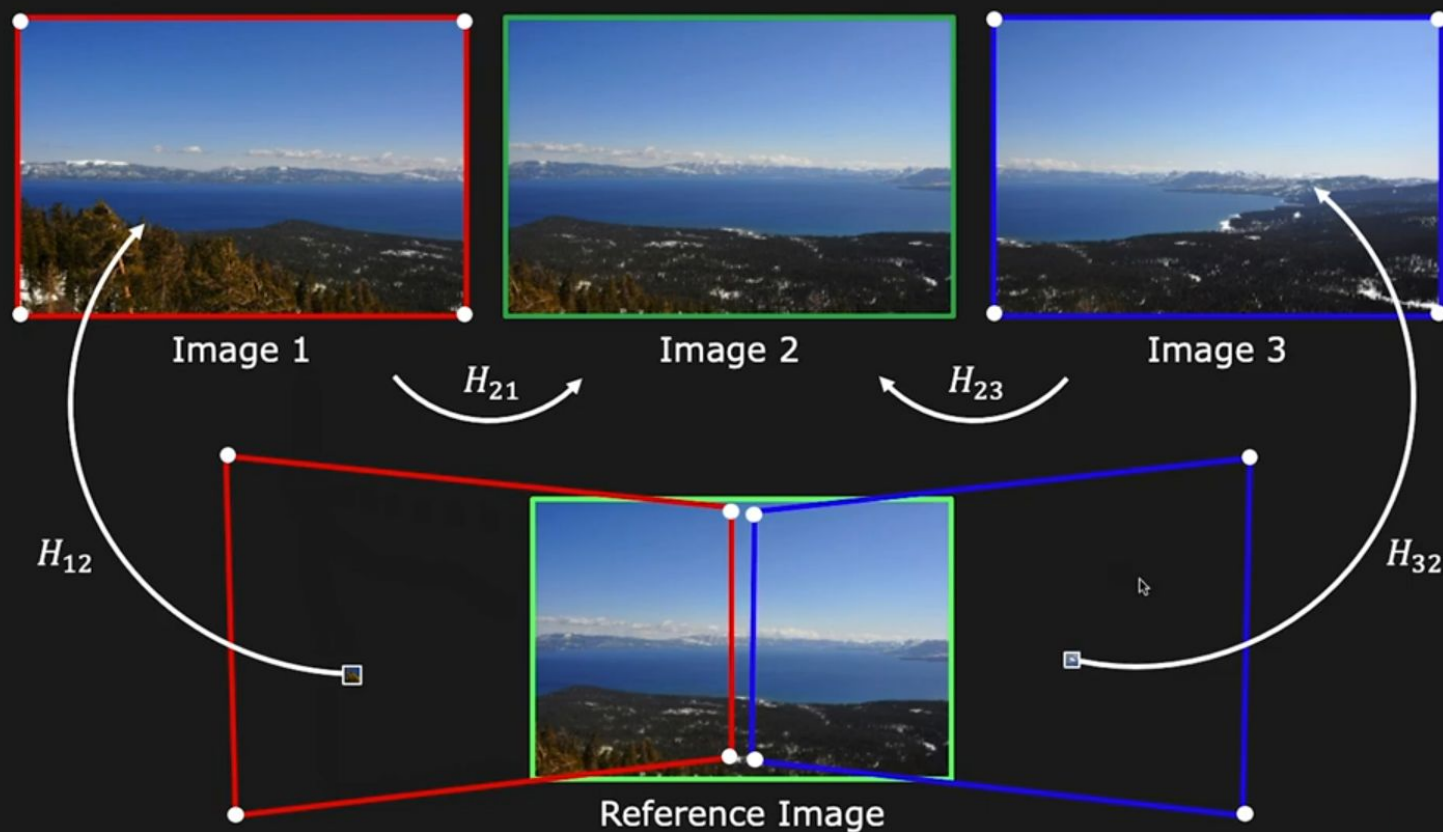 Image 1
Image 2
Image 3
H₂₁
H₂₃
H₁₂
H₃₂
Reference Image